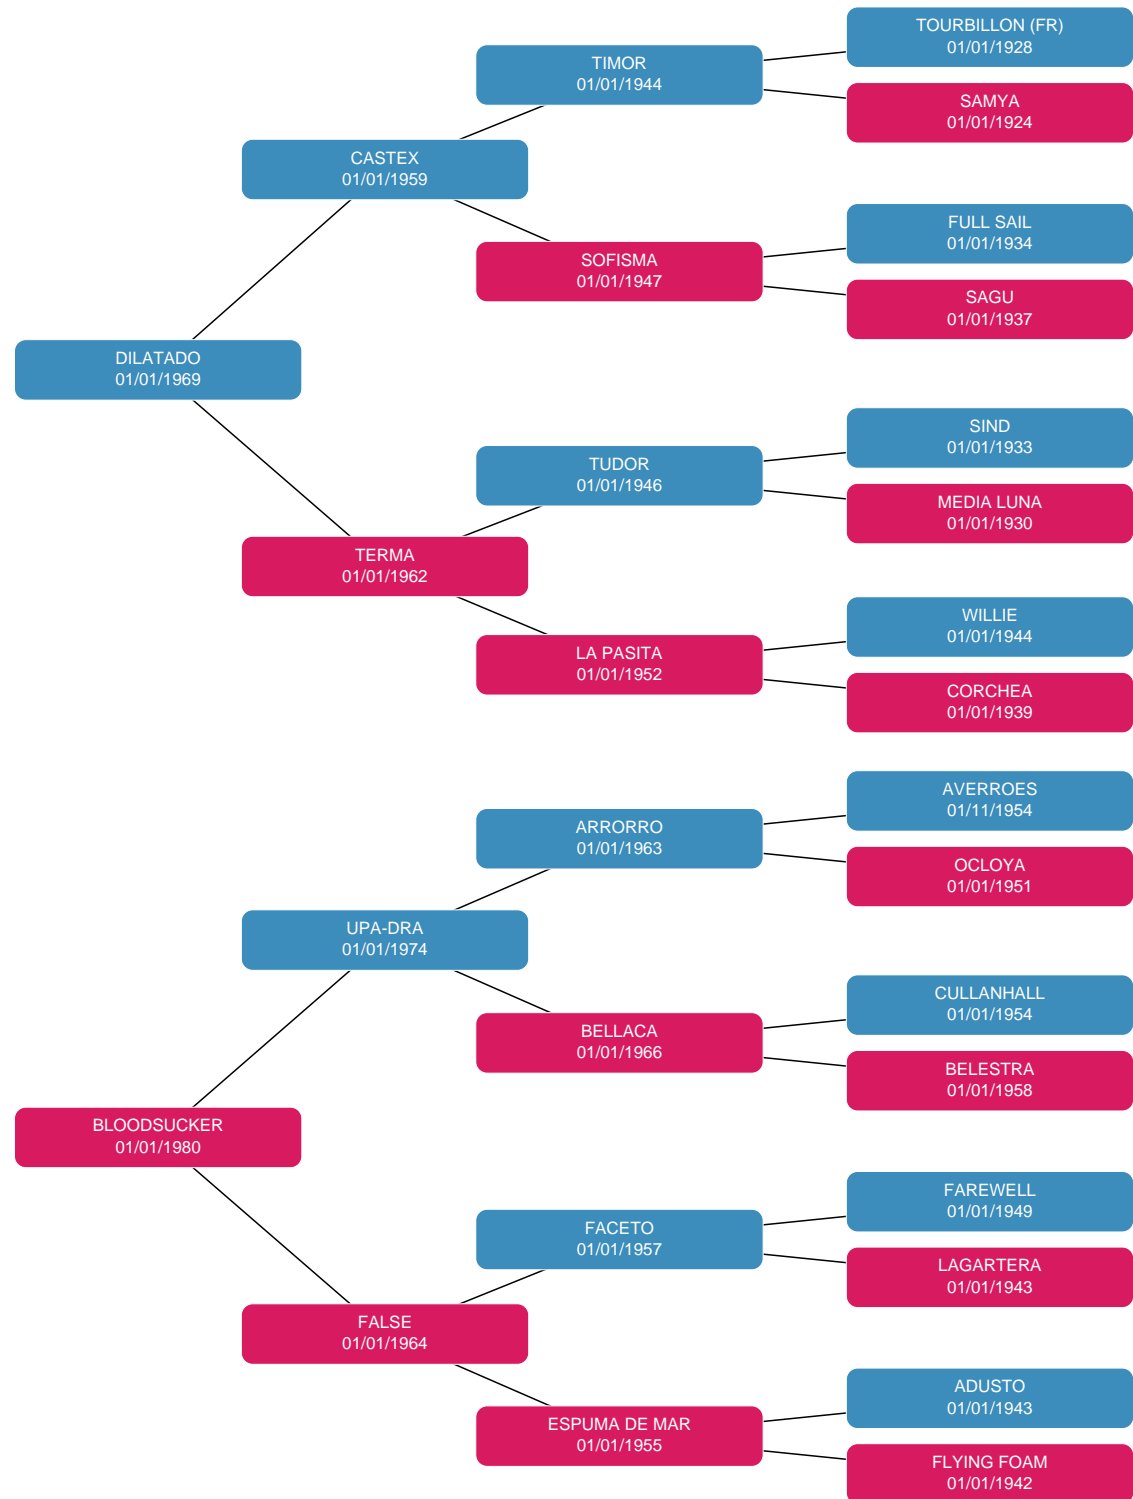 TOURBILLON (FR)
01/01/1928
TIMOR
01/01/1944
SAMYA
01/01/1924
CASTEX
01/01/1959
FULL SAIL
01/01/1934
SOFISMA
01/01/1947
SAGU
01/01/1937
DILATADO
01/01/1969
SIND
01/01/1933
TUDOR
01/01/1946
MEDIA LUNA
01/01/1930
TERMA
01/01/1962
WILLIE
01/01/1944
LA PASITA
01/01/1952
CORCHEA
01/01/1939
AVERROES
01/11/1954
ARRORRO
01/01/1963
OCLOYA
01/01/1951
UPA-DRA
01/01/1974
CULLANHALL
01/01/1954
BELLACA
01/01/1966
BELESTRA
01/01/1958
BLOODSUCKER
01/01/1980
FAREWELL
01/01/1949
FACETO
01/01/1957
LAGARTERA
01/01/1943
FALSE
01/01/1964
ADUSTO
01/01/1943
ESPUMA DE MAR
01/01/1955
FLYING FOAM
01/01/1942